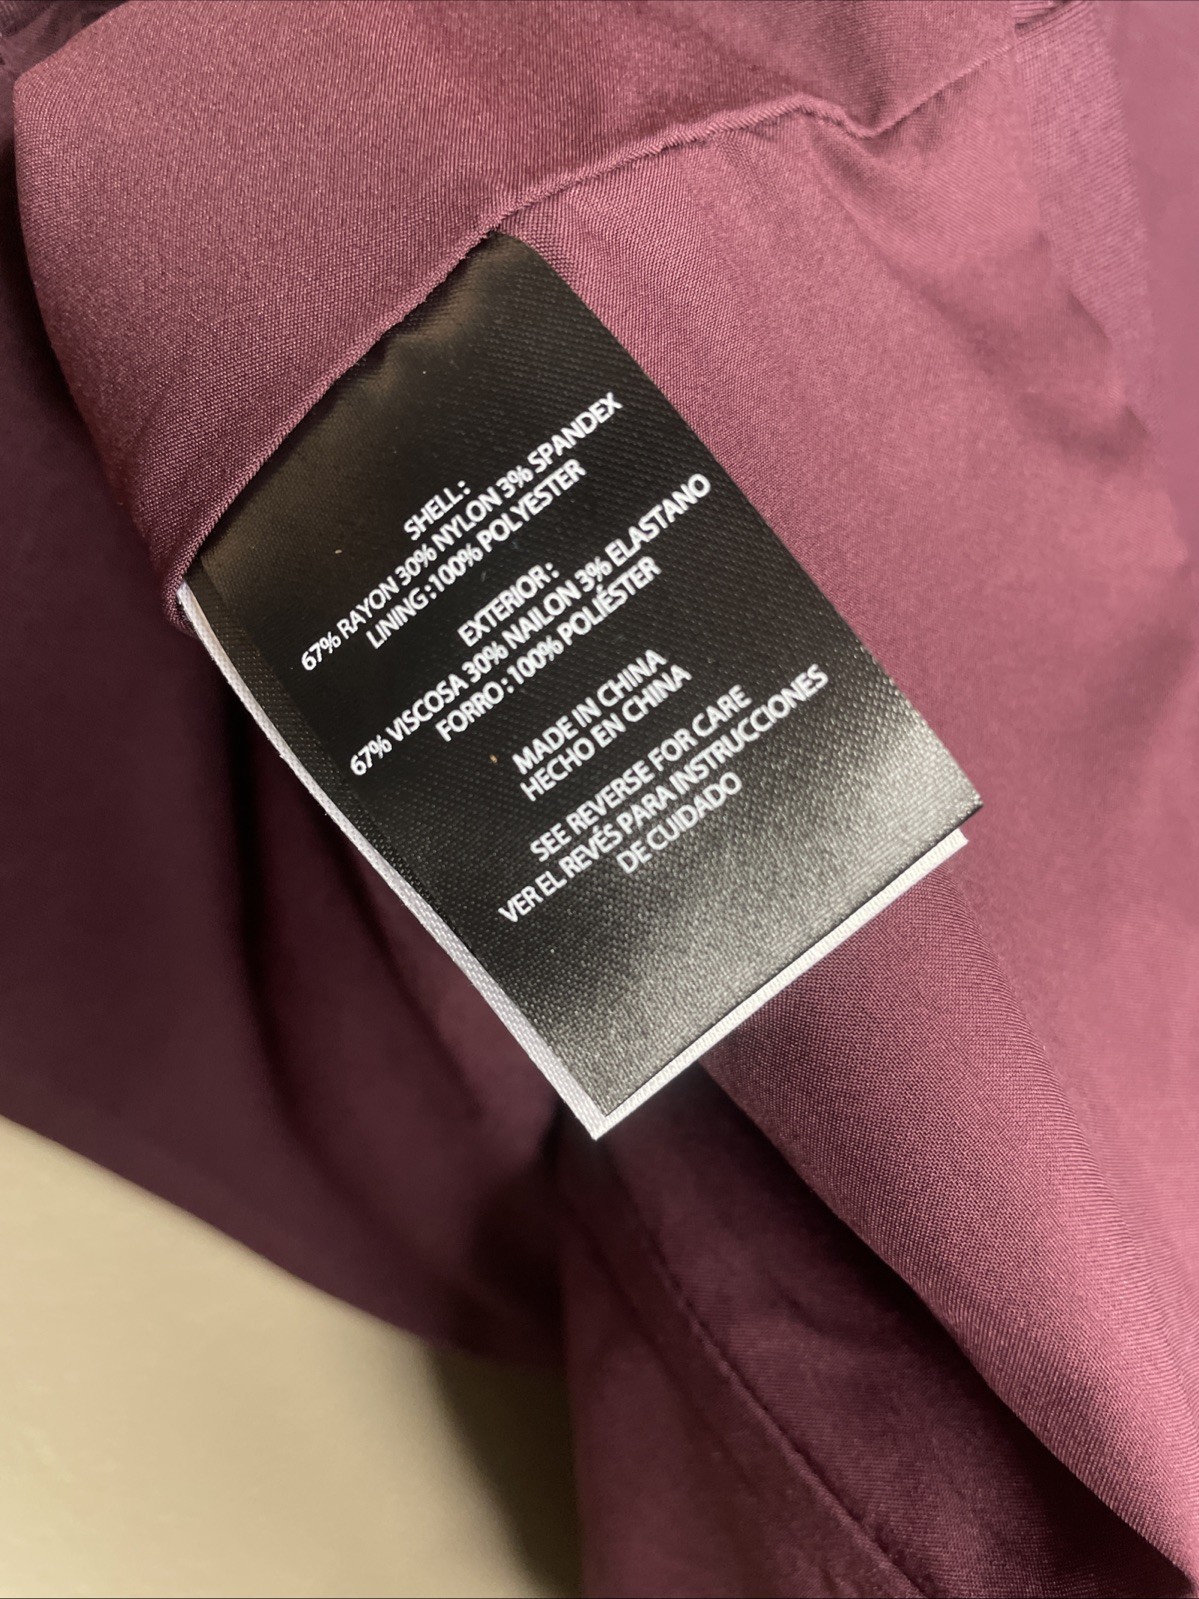 SHELL:
67% RAYON 30% NYLON 3% SPANDEX
LINING:100% POLYESTER
EXTERIOR:
67% VISCOSA 30% NAILON 3% ELASTANO
FORRO:100% POLIÉSTER
MADE IN CHINA
HECHO EN CHINA
SEE REVERSE FOR CARE
VER EL REVÉS PARA INSTRUCCIONES
DE CUIDADO